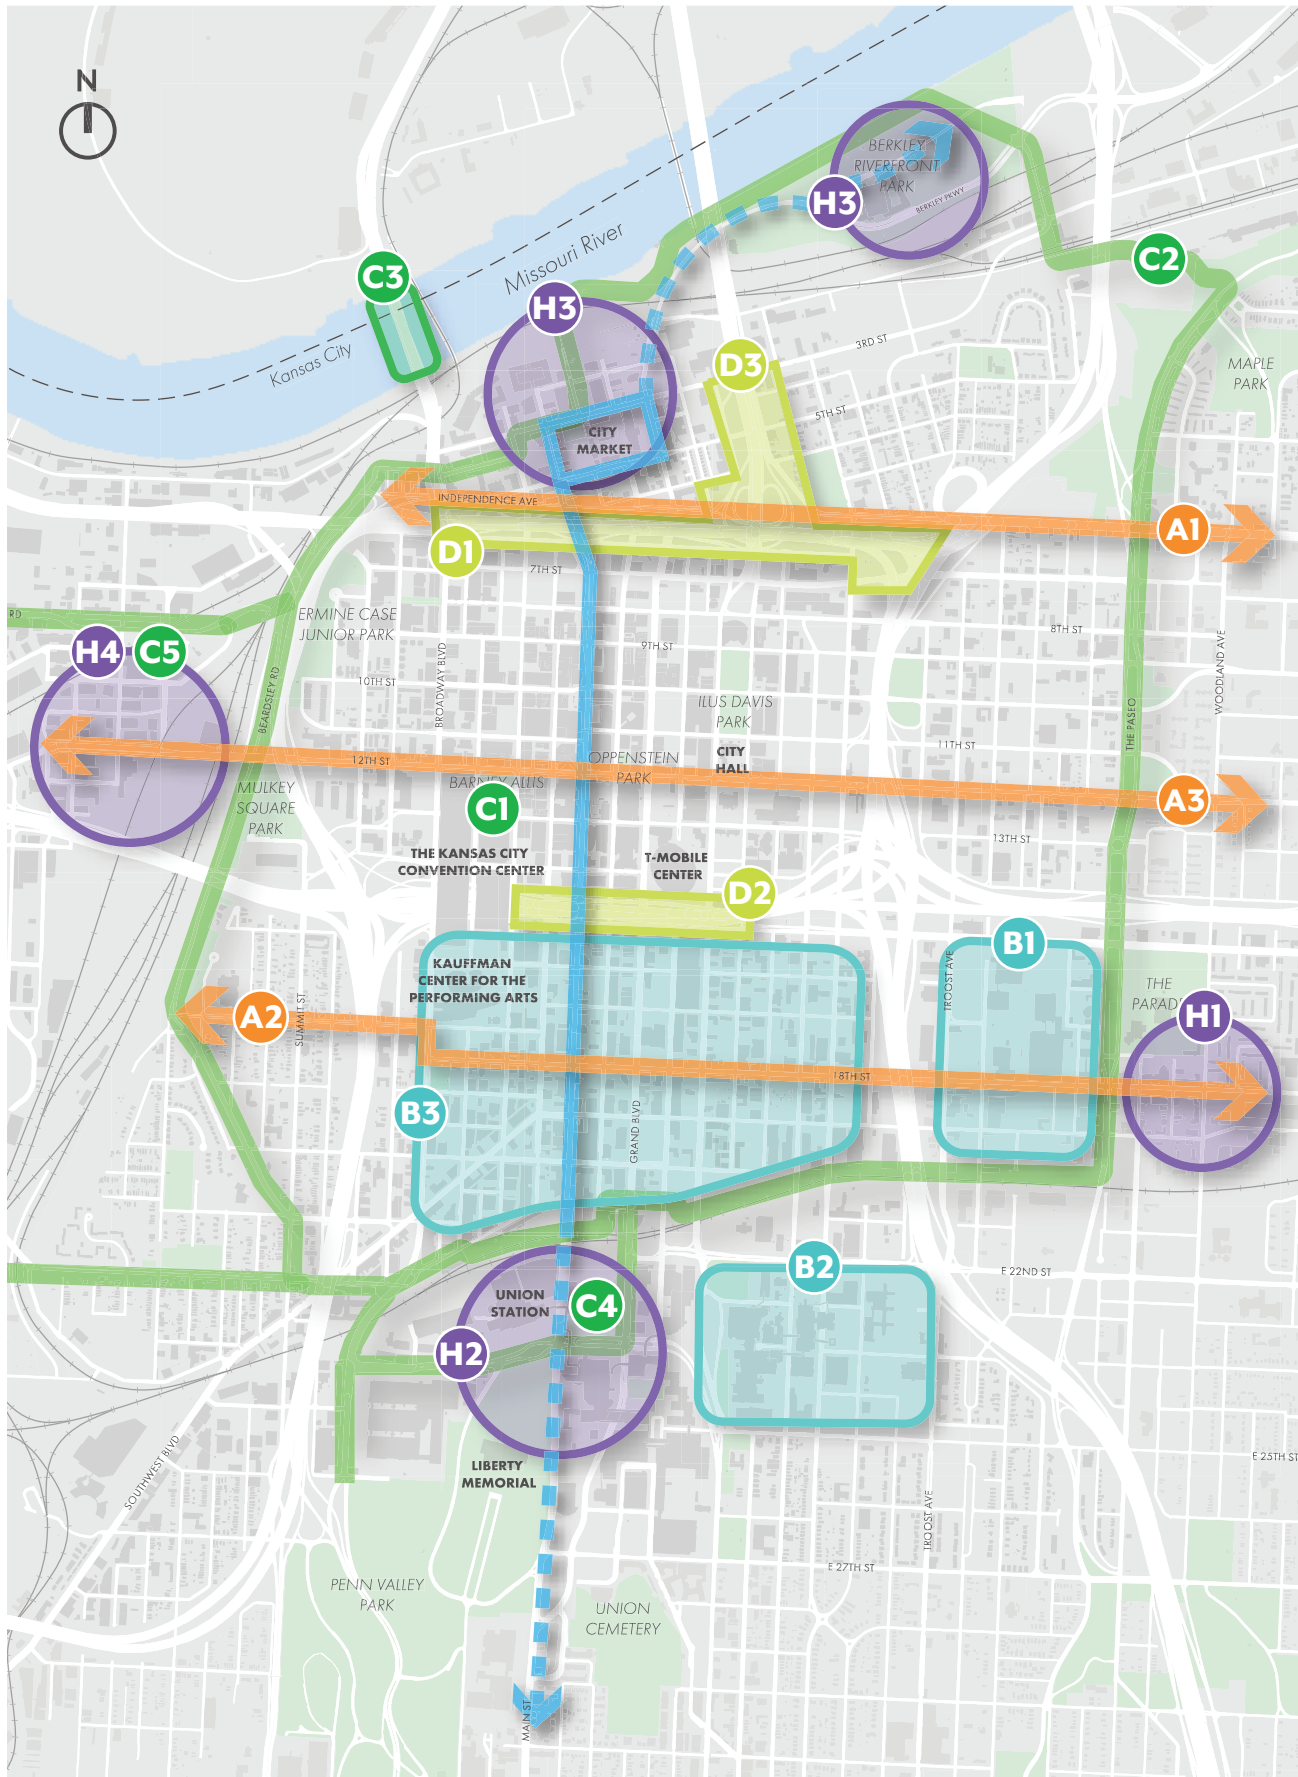 N
BERKLEY
RIVERFRONT
PARK
BERKLEY PKWY
H3
Missouri River
C3
C2
H3
Kansas City
D3
3RD ST
MAPLE
PARK
5TH ST
CITY
MARKET
INDEPENDENCE AVE
A1
D1
7TH ST
RD
ERMINE CASE
JUNIOR PARK
8TH ST
9TH ST
H4
C5
WOODLAND AVE
BROADWAY BLVD
BEARDSLEY RD
10TH ST
ILUS DAVIS
PARK
THE PASEO
CITY
HALL
11TH ST
12TH ST
OPPENSTEIN
PARK
BARNEY ALLIS
C1
MULKEY
SQUARE
PARK
A3
13TH ST
THE KANSAS CITY
CONVENTION CENTER
T-MOBILE
CENTER
D2
B1
KAUFFMAN
CENTER FOR THE
PERFORMING ARTS
TROOST AVE
THE
PARADE
H1
A2
SUMMIT ST
18TH ST
B3
GRAND BLVD
B2
E 22ND ST
UNION
STATION
C4
H2
LIBERTY
MEMORIAL
E 25TH ST
SOUTHWEST BLVD
TROOST AVE
E 27TH ST
PENN VALLEY
PARK
UNION
CEMETERY
MAIN ST